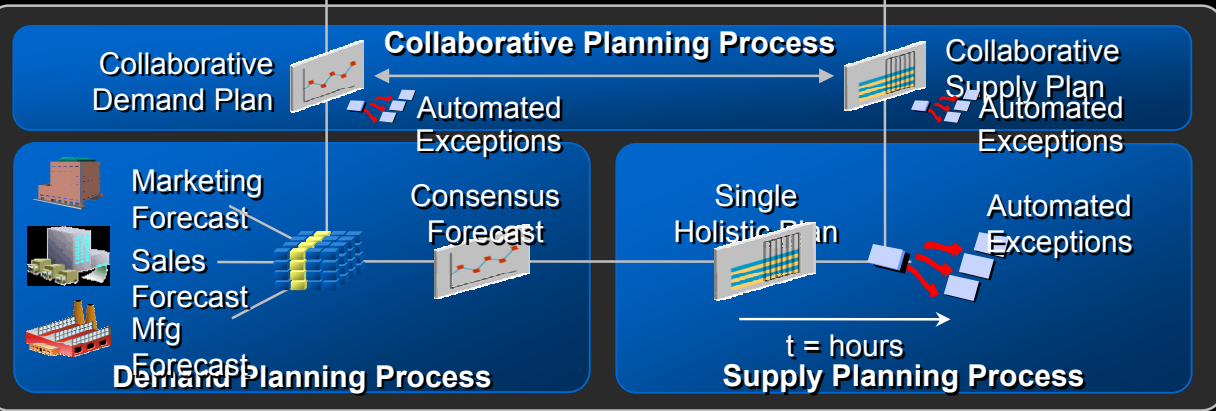 Collaborative Planning Process
Collaborative
Demand Plan
Automated
Exceptions
Collaborative
Supply Plan
Automated
Exceptions
Marketing
Forecast
Sales
Forecast
Mfg
Forecast
Consensus
Forecast
Demand Planning Process
Single
Holistic Plan
Automated
Exceptions
t = hours
Supply Planning Process